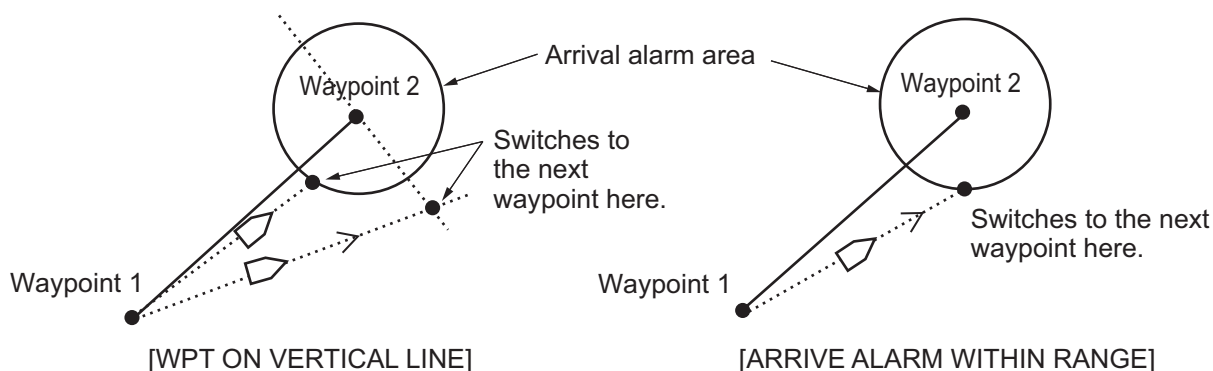 Arrival alarm area
Waypoint 2
Waypoint 2
Switches to
the next
waypoint here.
Switches to the next
waypoint here.
Waypoint 1
Waypoint 1
[WPT ON VERTICAL LINE]
[ARRIVE ALARM WITHIN RANGE]